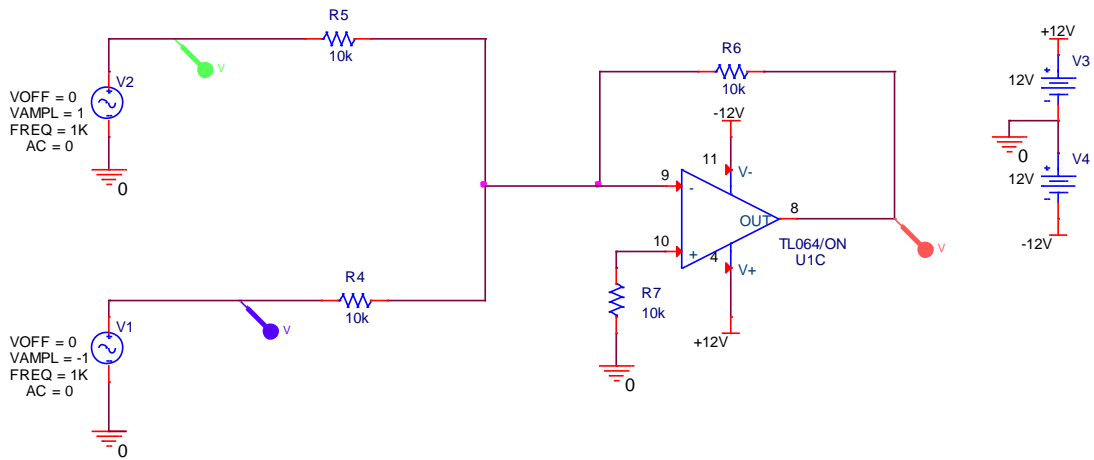 R5
10k
V
V2
VOFF = 0
VAMPL = 1
FREQ = 1K
AC = 0
0
R4
10k
V
V1
VOFF = 0
VAMPL = -1
FREQ = 1K
AC = 0
0
R6
10k
-12V
11
V-
9
-
OUT
8
10
+
4
V+
TL064/ON
U1C
V
R7
10k
0
+12V
+12V
V3
12V
0
V4
12V
-12V